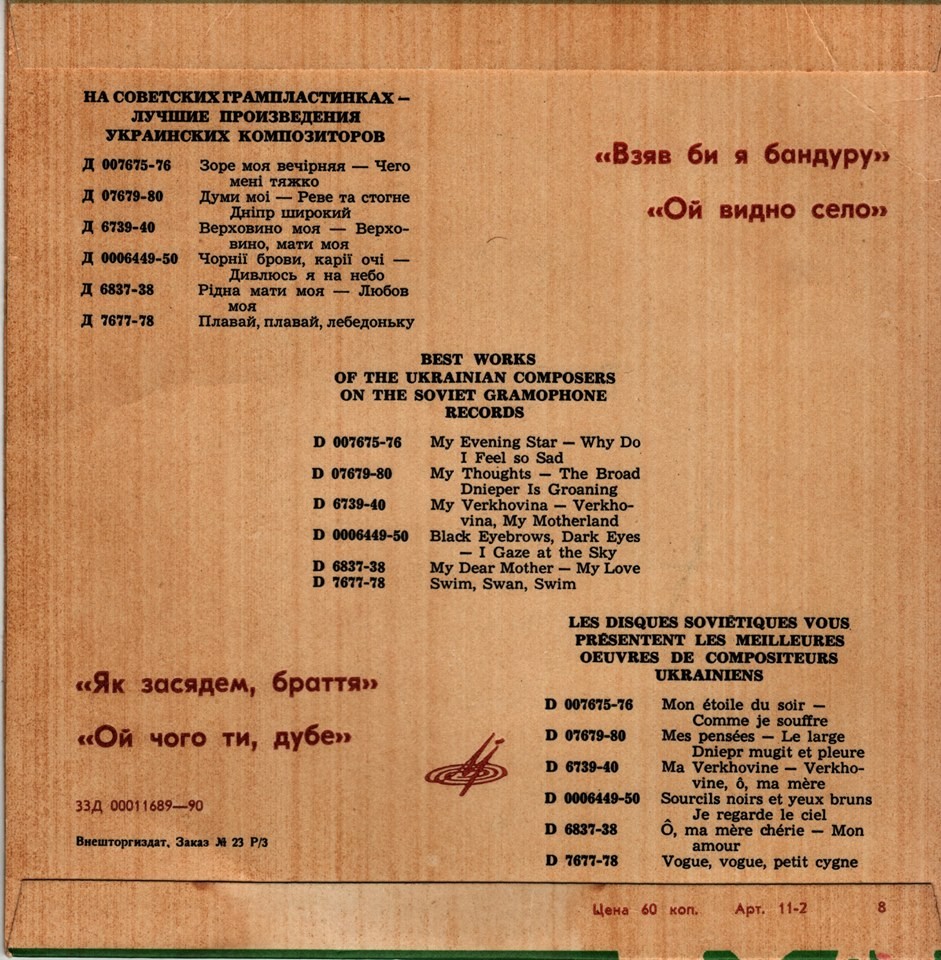 НА СОВЕТСКИХ ГРАМПЛАСТИНКАХ —
ЛУЧШИЕ ПРОИЗВЕДЕНИЯ
УКРАИНСКИХ КОМПОЗИТОРОВ
Д 007675-76 Зоре моя вечірняя — Чего
мені тяжко
Д 07679-80 Думи мої — Реве та стогне
Дніпр широкий
Д 6739-40 Верховино моя — Верхо-
вино, мати моя
Д 0006449-50 Чорнії брови, карії очі —
Дивлюсь я на небо
Д 6837-38 Рідна мати моя — Любов
моя
Д 7677-78 Плавай, плавай, лебедоньку
«Взяв би я бандуру»
«Ой видно село»
BEST WORKS
OF THE UKRAINIAN COMPOSERS
ON THE SOVIET GRAMOPHONE
RECORDS
D 007675-76 My Evening Star — Why Do
I Feel so Sad
D 07679-80 My Thoughts — The Broad
Dnieper Is Groaning
D 6739-40 My Verkhovina — Verkho-
vina, My Motherland
D 0006449-50 Black Eyebrows, Dark Eyes
— I Gaze at the Sky
D 6837-38 My Dear Mother — My Love
D 7677-78 Swim, Swan, Swim
LES DISQUES SOVIÉTIQUES VOUS
PRÉSENTENT LES MEILLEURES
OEUVRES DE COMPOSITEURS
UKRAINIENS
D 007675-76 Mon étoile du soir —
Comme je souffre
D 07679-80 Mes pensées — Le large
Dniepr mugit et pleure
D 6739-40 Ma Verkhovine — Verkho-
vine, ô, ma mère
D 0006449-50 Sourcils noirs et yeux bruns
Je regarde le ciel
D 6837-38 Ô, ma mère chérie — Mon
amour
D 7677-78 Vogue, vogue, petit cygne
«Як засядем, браття»
«Ой чого ти, дубе»
33Д 00011689—90
Внешторгиздат. Заказ № 23 Р/3
Цена 60 коп. Арт. 11-2 8